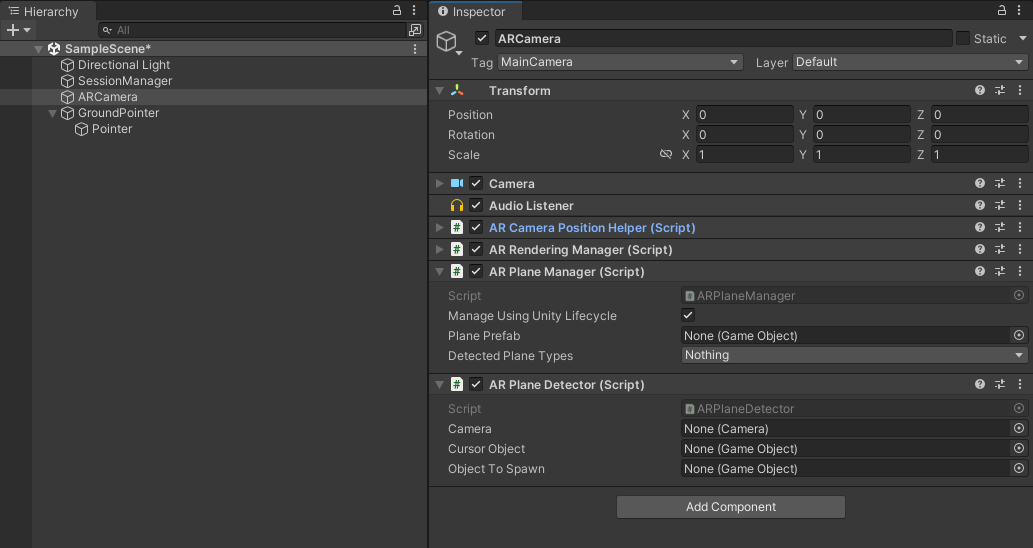 Hierarchy
All
SampleScene*
Directional Light
SessionManager
ARCamera
GroundPointer
Pointer
Inspector
ARCamera
Static
Tag MainCamera Layer Default
Transform
Position X 0 Y 0 Z 0
Rotation X 0 Y 0 Z 0
Scale X 1 Y 1 Z 1
Camera
Audio Listener
# AR Camera Position Helper (Script)
# AR Rendering Manager (Script)
# AR Plane Manager (Script)
Script ARPlaneManager
Manage Using Unity Lifecycle
Plane Prefab None (Game Object)
Detected Plane Types Nothing
# AR Plane Detector (Script)
Script ARPlaneDetector
Camera None (Camera)
Cursor Object None (Game Object)
Object To Spawn None (Game Object)
Add Component